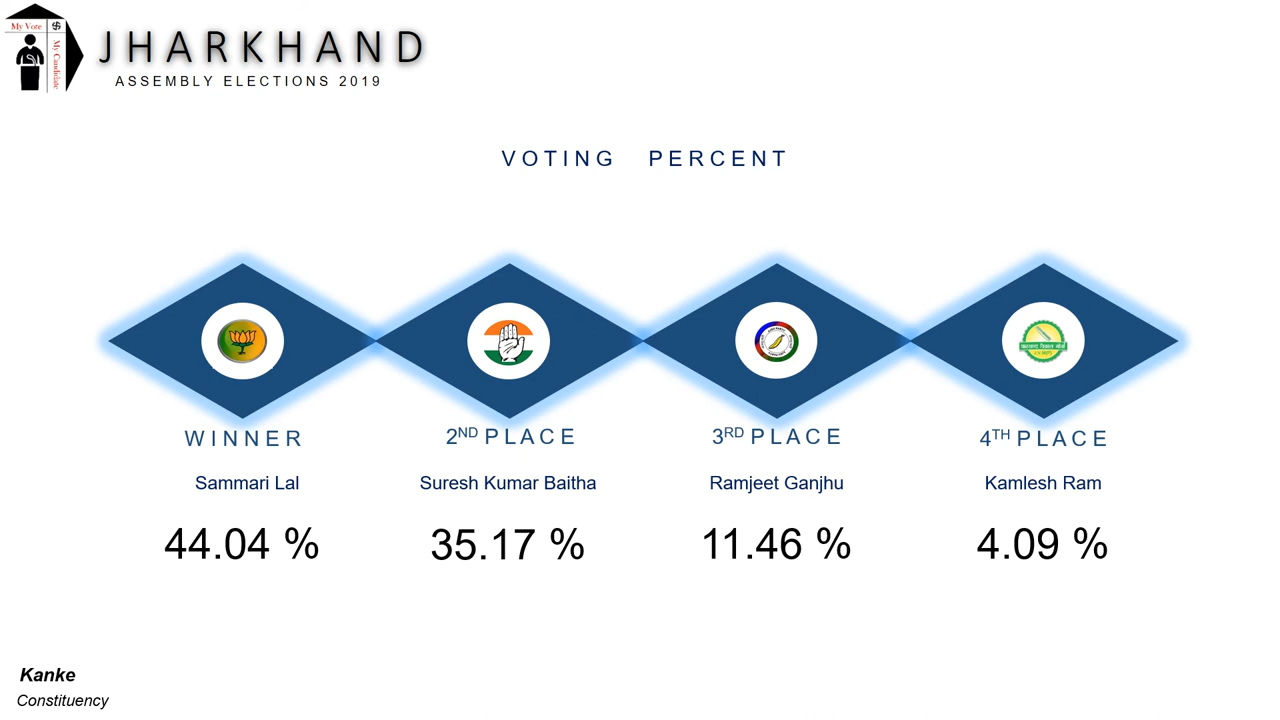 My Vote
My Candidate
JHARKHAND
ASSEMBLY ELECTIONS 2019
VOTING PERCENT
WINNER
2ND PLACE
3RD PLACE
4TH PLACE
Sammari Lal
Suresh Kumar Baitha
Ramjeet Ganjhu
Kamlesh Ram
44.04 %
35.17 %
11.46 %
4.09 %
Kanke
Constituency